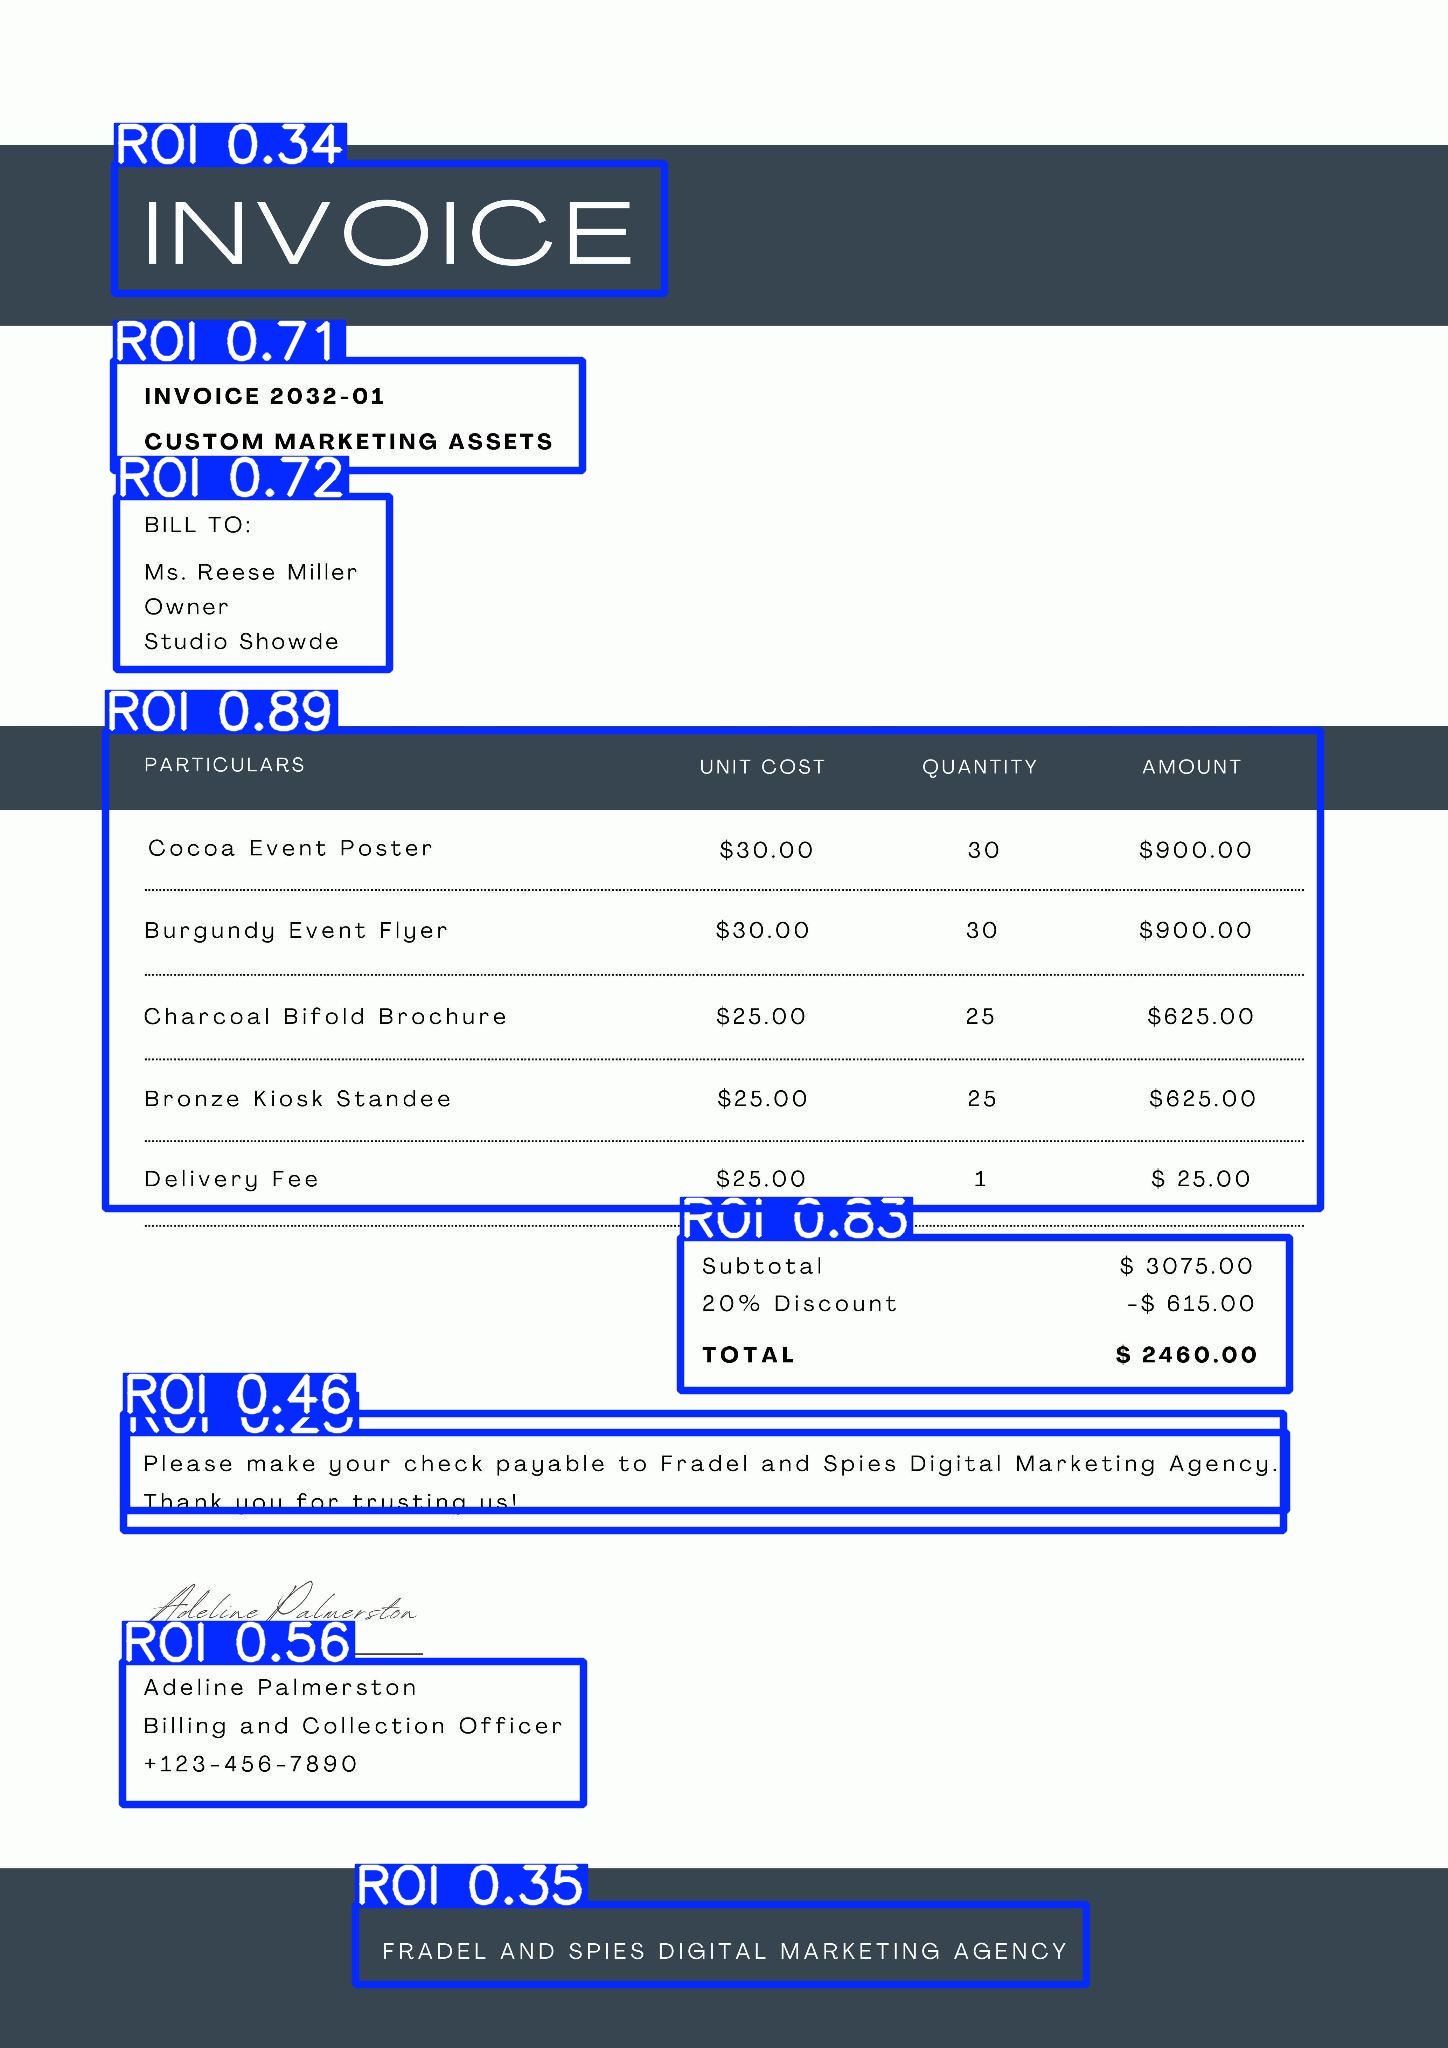 ROI 0.34
INVOICE
ROI 0.71
INVOICE 2032-01
CUSTOM MARKETING ASSETS
ROI 0.72
BILL TO:
Ms. Reese Miller
Owner
Studio Showde
ROI 0.89
PARTICULARS UNIT COST QUANTITY AMOUNT
Cocoa Event Poster $30.00 30 $900.00
Burgundy Event Flyer $30.00 30 $900.00
Charcoal Bifold Brochure $25.00 25 $625.00
Bronze Kiosk Standee $25.00 25 $625.00
Delivery Fee $25.00 1 $ 25.00
ROI 0.83
Subtotal $ 3075.00
20% Discount -$ 615.00
TOTAL $ 2460.00
ROI 0.46
ROI
Please make your check payable to Fradel and Spies Digital Marketing Agency.
Thank you for trusting us!
Adeline Palmerston
ROI 0.56
Adeline Palmerston
Billing and Collection Officer
+123-456-7890
ROI 0.35
FRADEL AND SPIES DIGITAL MARKETING AGENCY